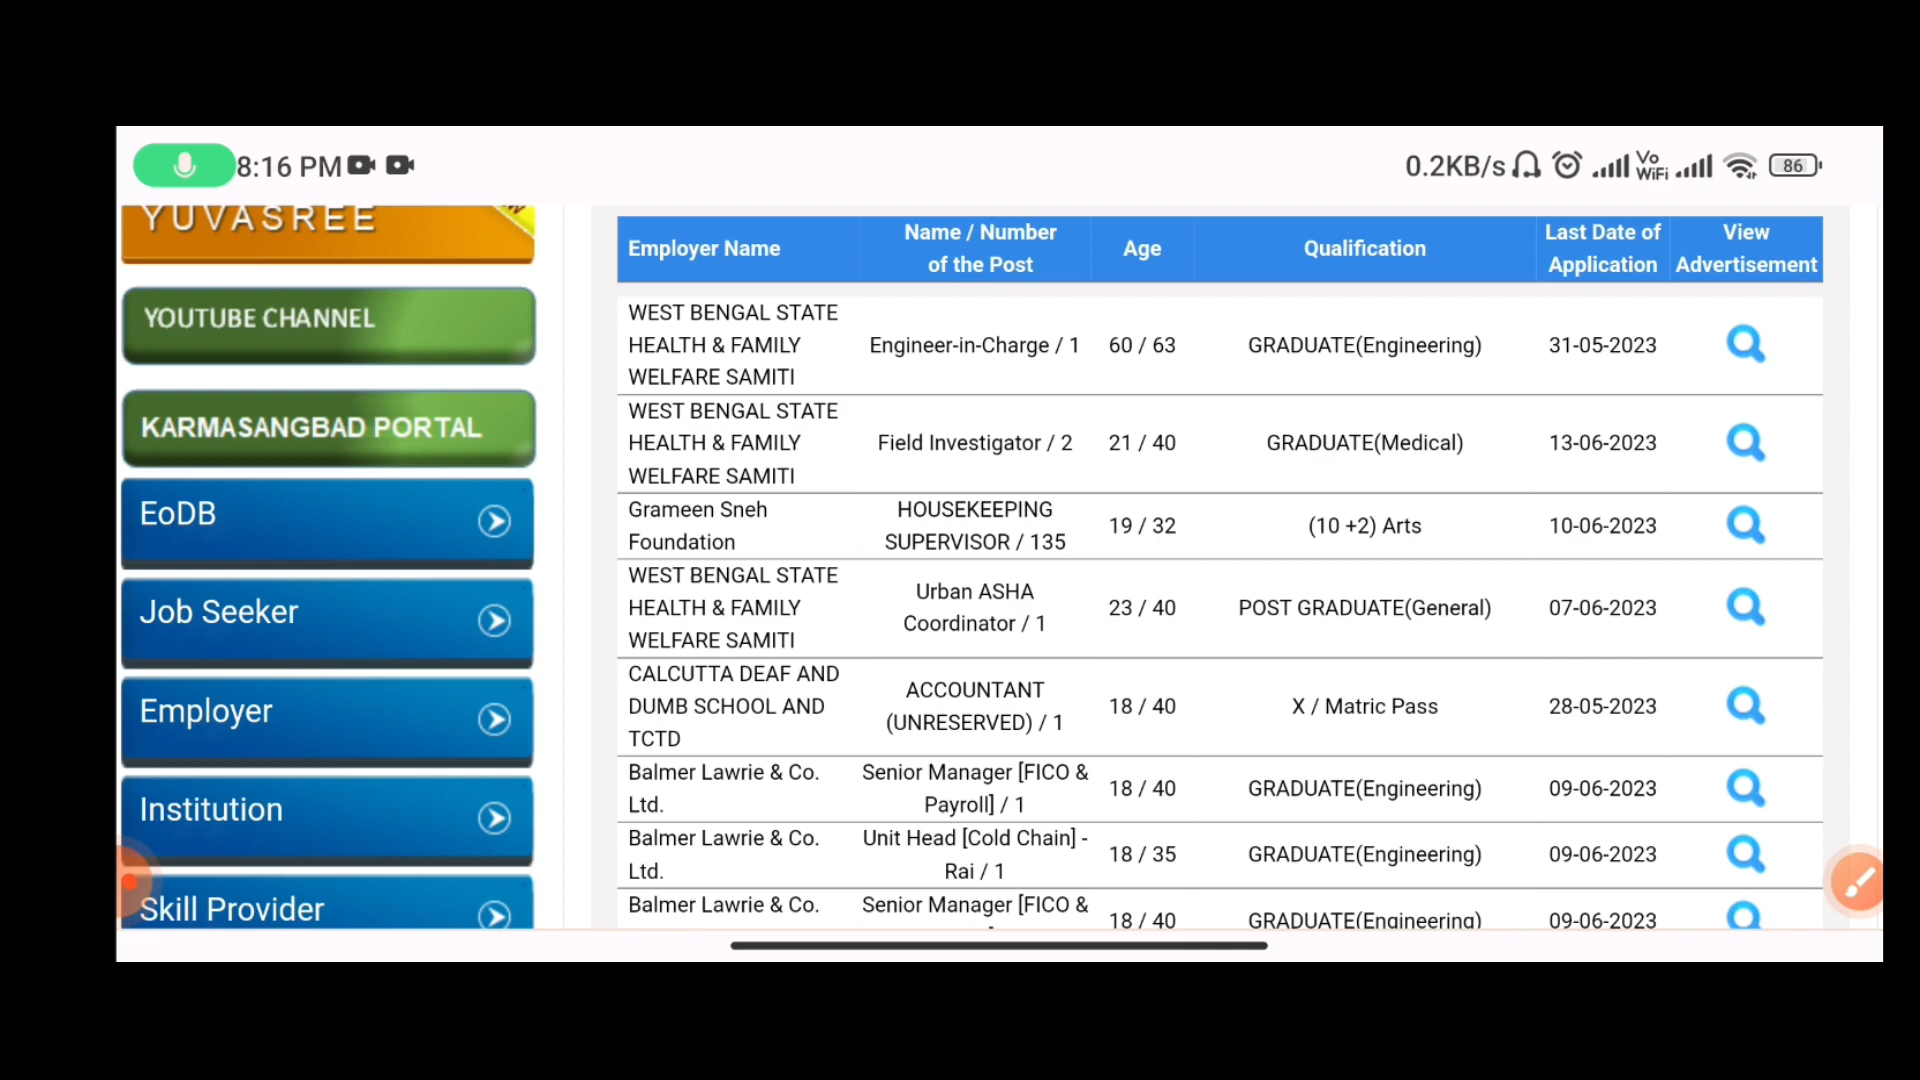 8:16 PM
0.2KB/s
Vo
WiFi
86
YUVASREE
YOUTUBE CHANNEL
KARMASANGBAD PORTAL
EoDB
Job Seeker
Employer
Institution
Skill Provider
Employer Name
Name / Number
of the Post
Age
Qualification
Last Date of
Application
View
Advertisement
WEST BENGAL STATE
HEALTH & FAMILY
WELFARE SAMITI
Engineer-in-Charge / 1
60 / 63
GRADUATE(Engineering)
31-05-2023
WEST BENGAL STATE
HEALTH & FAMILY
WELFARE SAMITI
Field Investigator / 2
21 / 40
GRADUATE(Medical)
13-06-2023
Grameen Sneh
Foundation
HOUSEKEEPING
SUPERVISOR / 135
19 / 32
(10 +2) Arts
10-06-2023
WEST BENGAL STATE
HEALTH & FAMILY
WELFARE SAMITI
Urban ASHA
Coordinator / 1
23 / 40
POST GRADUATE(General)
07-06-2023
CALCUTTA DEAF AND
DUMB SCHOOL AND
TCTD
ACCOUNTANT
(UNRESERVED) / 1
18 / 40
X / Matric Pass
28-05-2023
Balmer Lawrie & Co.
Ltd.
Senior Manager [FICO &
Payroll] / 1
18 / 40
GRADUATE(Engineering)
09-06-2023
Balmer Lawrie & Co.
Ltd.
Unit Head [Cold Chain] -
Rai / 1
18 / 35
GRADUATE(Engineering)
09-06-2023
Balmer Lawrie & Co.
Senior Manager [FICO &
18 / 40
GRADUATE(Engineering)
09-06-2023